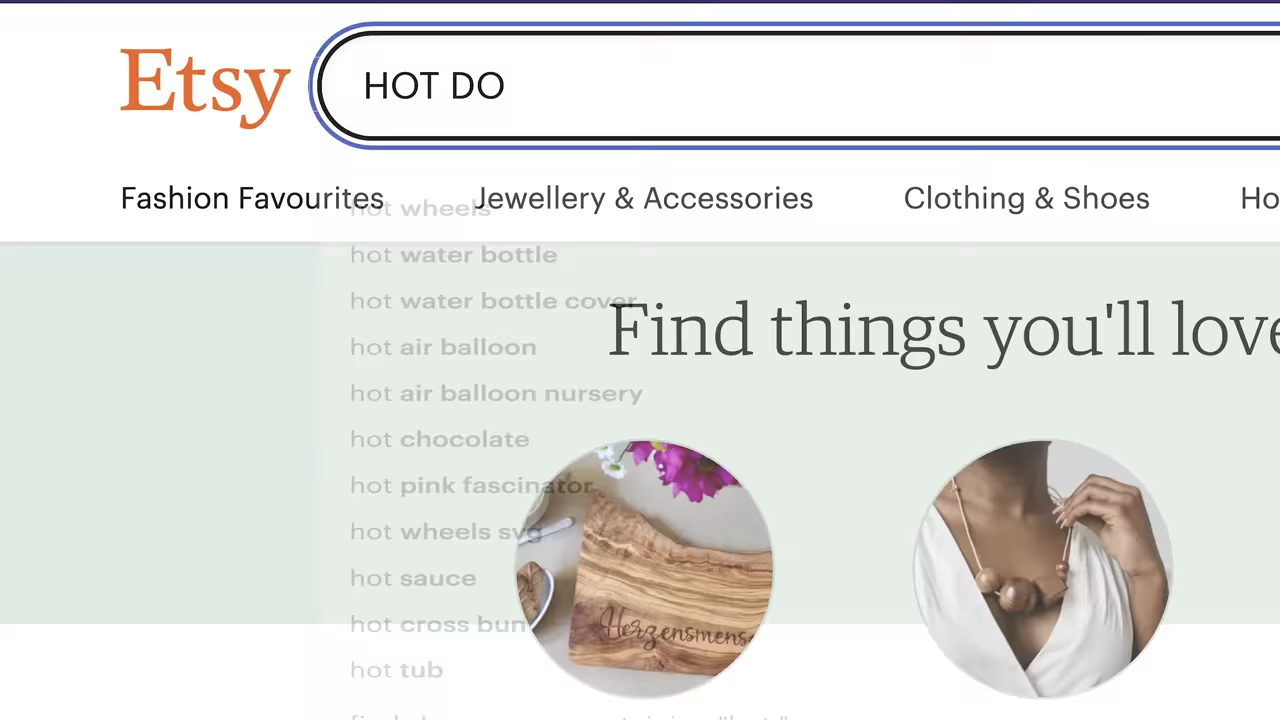 Etsy
HOT DO
Fashion Favourites Jewellery & Accessories Clothing & Shoes Ho
hot wheels
hot water bottle
hot water bottle cover
Find things you'll love
hot air balloon
hot air balloon nursery
hot chocolate
hot pink fascinator
hot wheels svg
hot sauce
hot cross bun
Herzensmens
hot tub